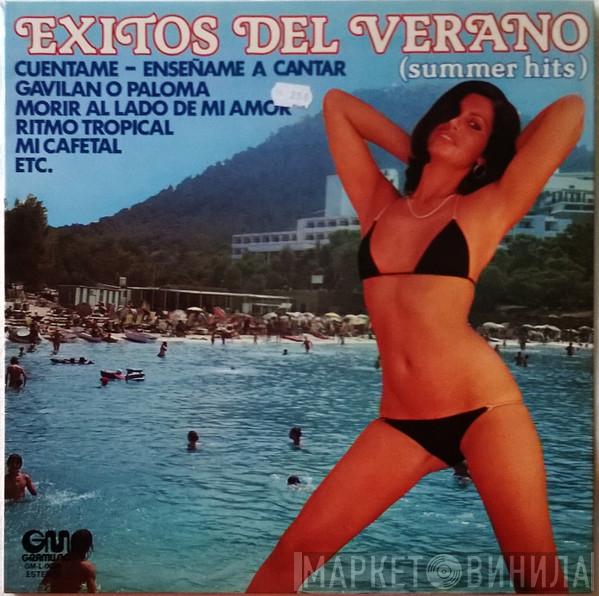 EXITOS DEL VERANO
(summer hits)
CUENTAME - ENSEÑAME A CANTAR
GAVILAN O PALOMA
MORIR AL LADO DE MI AMOR
RITMO TROPICAL
MI CAFETAL
ETC.
GM
ESTEREO
МАРКЕТ ВИНИЛА